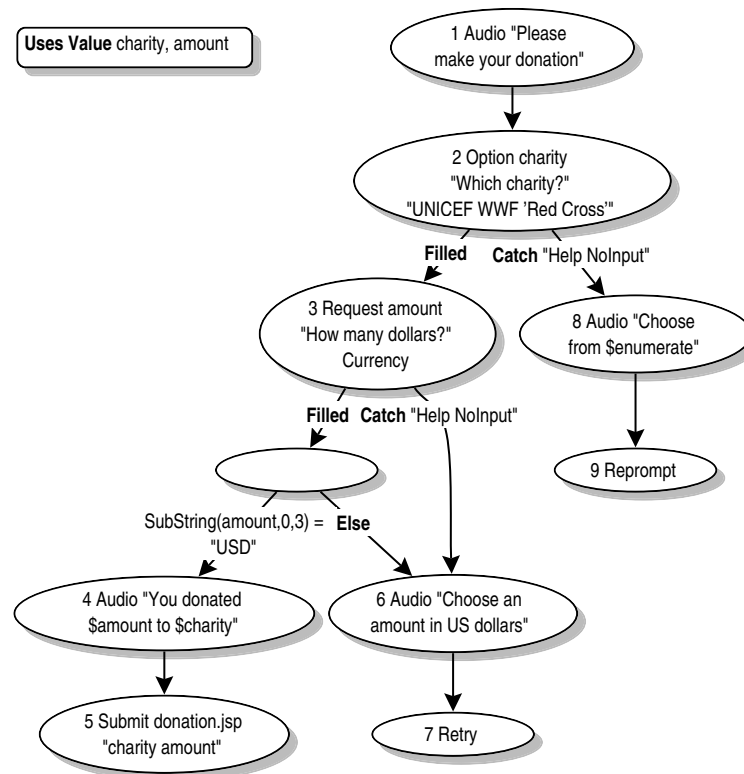 Uses Value charity, amount
1 Audio "Please
make your donation"
2 Option charity
"Which charity?"
"UNICEF WWF 'Red Cross'"
Filled
Catch "Help NoInput"
3 Request amount
"How many dollars?"
Currency
8 Audio "Choose
from $enumerate"
Filled
Catch "Help NoInput"
9 Reprompt
SubString(amount,0,3) =
"USD"
Else
4 Audio "You donated
$amount to $charity"
6 Audio "Choose an
amount in US dollars"
5 Submit donation.jsp
"charity amount"
7 Retry